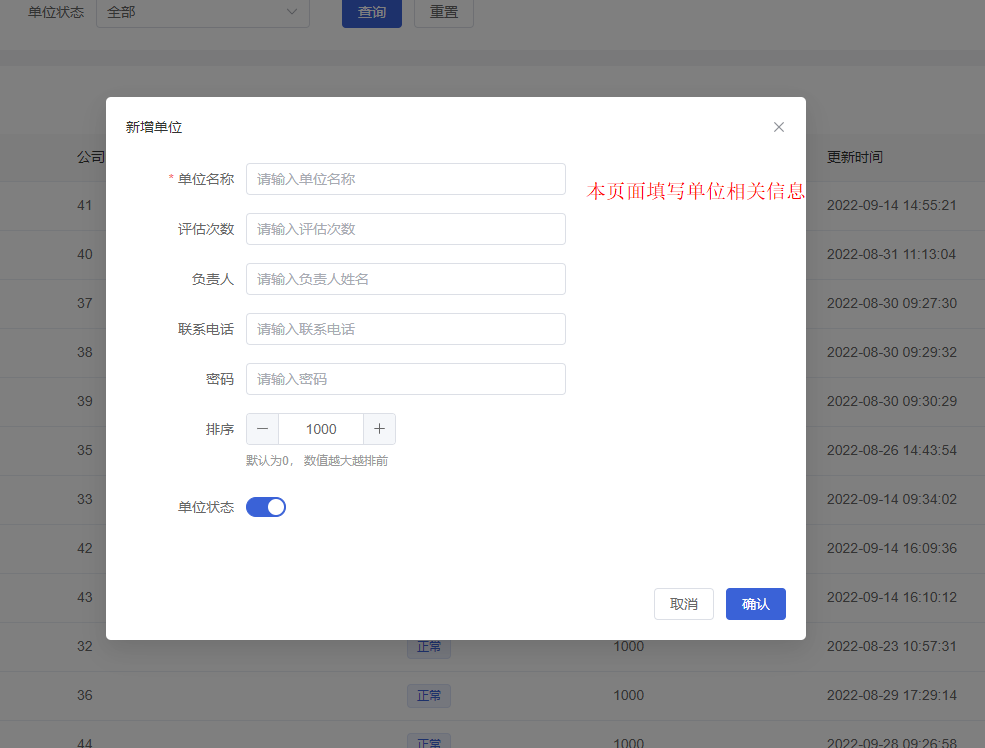 单位状态 全部 查询 重置
新增单位
公司 更新时间
* 单位名称 请输入单位名称
本页面填写单位相关信息
41 2022-09-14 14:55:21
评估次数 请输入评估次数
40 2022-08-31 11:13:04
负责人 请输入负责人姓名
37 2022-08-30 09:27:30
联系电话 请输入联系电话
38 2022-08-30 09:29:32
密码 请输入密码
39 2022-08-30 09:30:29
排序 — 1000 +
35 2022-08-26 14:43:54
默认为0， 数值越大越排前
33 2022-09-14 09:34:02
单位状态
42 2022-09-14 16:09:36
43 2022-09-14 16:10:12
取消 确认
32 正常 1000 2022-08-23 10:57:31
36 正常 1000 2022-08-29 17:29:14
44 正常 1000 2022-09-28 09:26:58